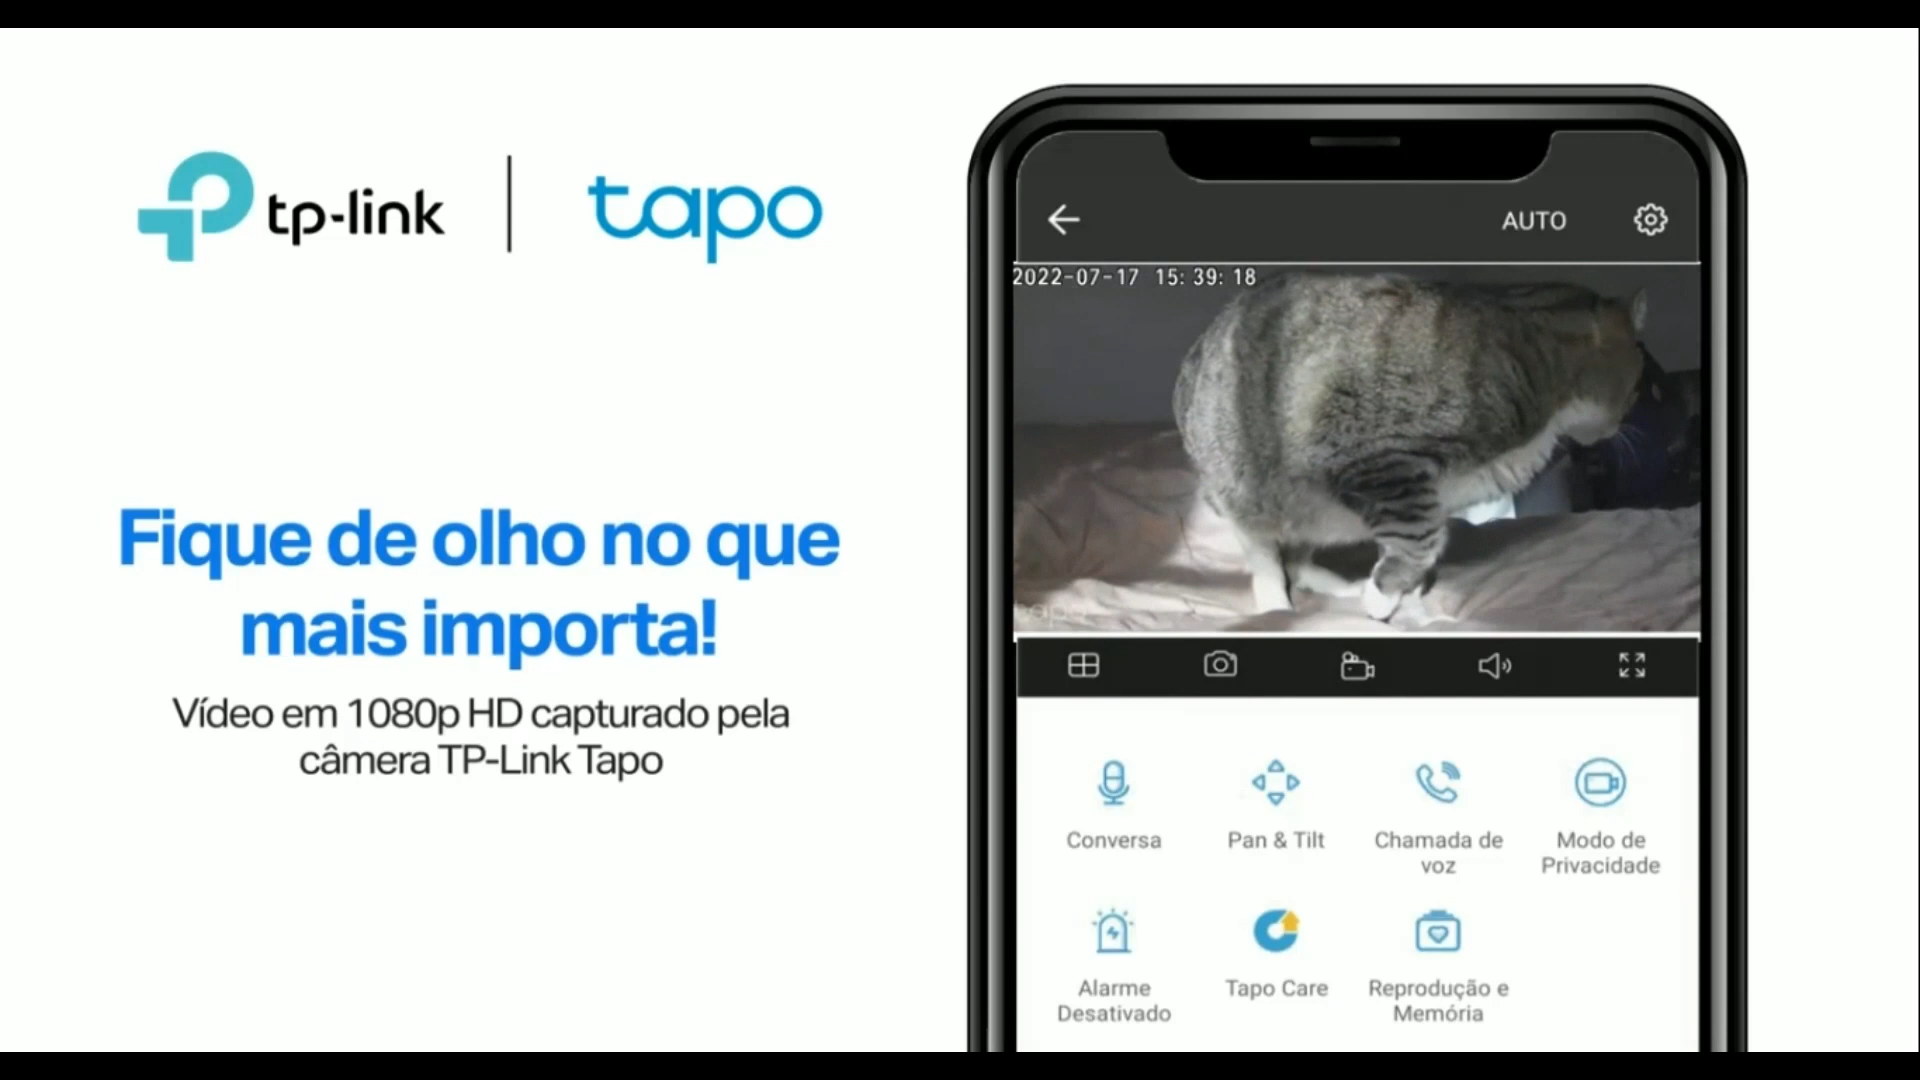 tp-link
tapo
Fique de olho no que
mais importa!
Vídeo em 1080p HD capturado pela
câmera TP-Link Tapo
AUTO
2022-07-17 15:39:18
tapo
Conversa
Pan & Tilt
Chamada de
voz
Modo de
Privacidade
Alarme
Desativado
Tapo Care
Reprodução e
Memória